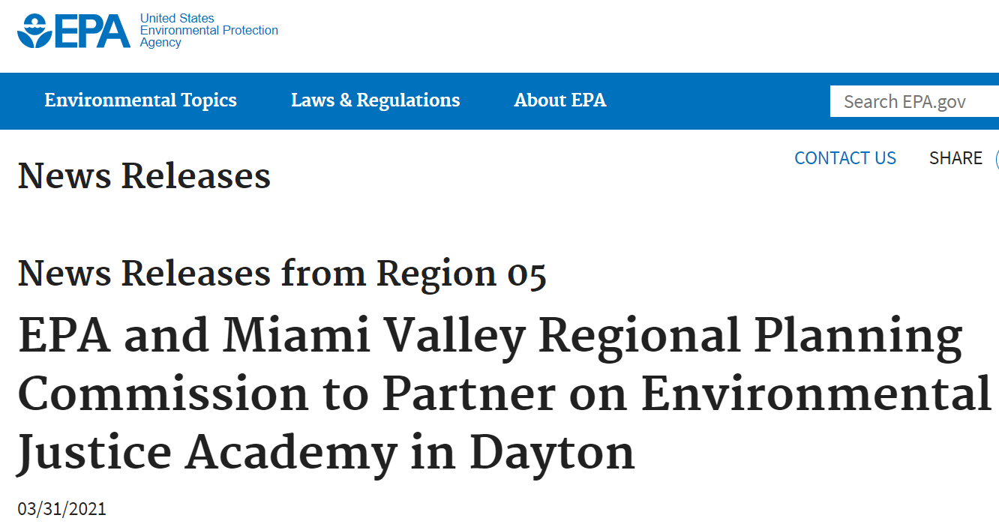 EPA
United States
Environmental Protection
Agency
Environmental Topics
Laws & Regulations
About EPA
Search EPA.gov
CONTACT US
SHARE
News Releases
News Releases from Region 05
EPA and Miami Valley Regional Planning
Commission to Partner on Environmental
Justice Academy in Dayton
03/31/2021